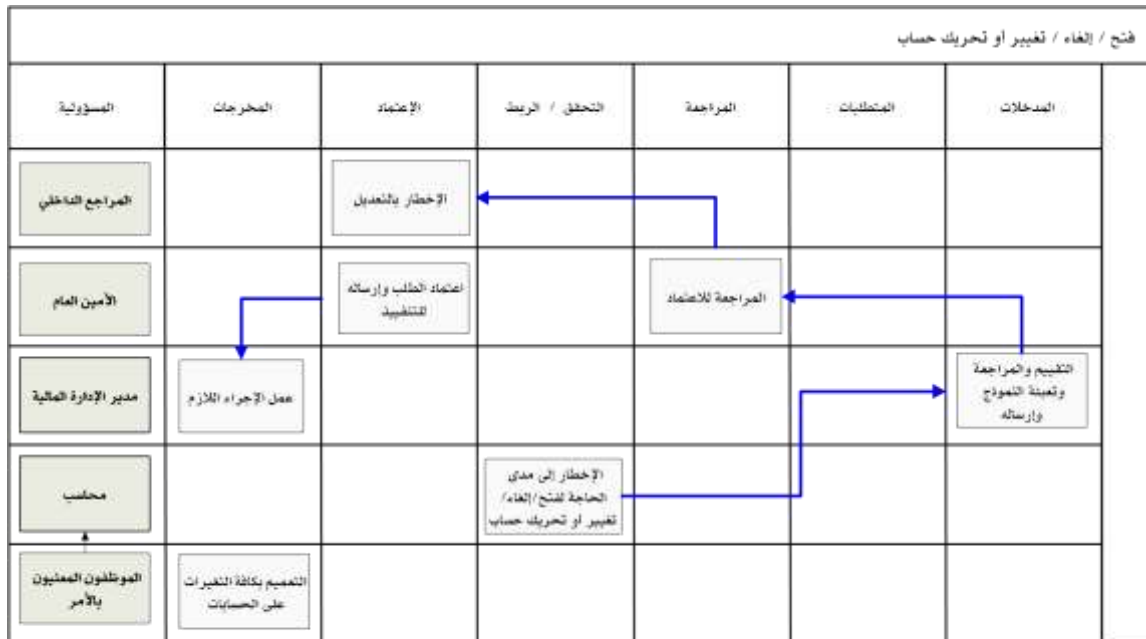 فتح / إلغاء / تغيير أو تحريك حساب
المدخلات
المتطلبات
المراجعة
التحقق / الربط
الإعتماد
المخرجات
المسؤولية
الإخطار بالتعديل
المراجع الداخلي
المراجعة للاعتماد
اعتماد الطلب وإرساله
للتنفيذ
الأمين العام
التقييم والمراجعة
وتعبئة النموذج
وإرساله
عمل الإجراء اللازم
مدير الإدارة المالية
الإخطار إلى مدى
الحاجة لفتح/إلغاء/
تغيير او تحريك حساب
محاسب
التعميم بكافة التغيرات
على الحسابات
الموظفون المعنيون
بالأمر